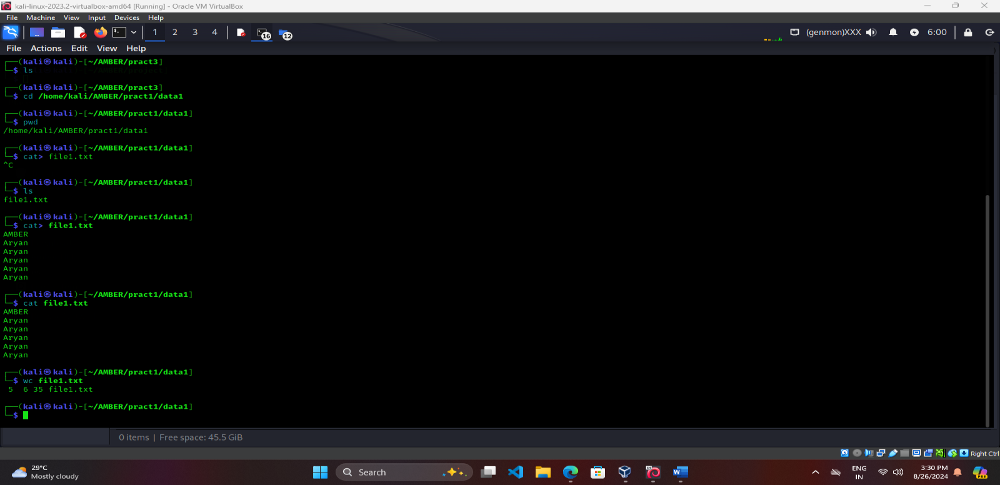 kali-linux-2023.2-virtualbox-amd64 [Running] - Oracle VM VirtualBox
File Machine View Input Devices Help
1 2 3 4 16 12 (genmon)XXX 6:00
File Actions Edit View Help
┌──(kali㉿kali)-[~/AMBER/pract3]
└─$ ls
┌──(kali㉿kali)-[~/AMBER/pract3]
└─$ cd /home/kali/AMBER/pract1/data1
┌──(kali㉿kali)-[~/AMBER/pract1/data1]
└─$ pwd
/home/kali/AMBER/pract1/data1
┌──(kali㉿kali)-[~/AMBER/pract1/data1]
└─$ cat> file1.txt
^C
┌──(kali㉿kali)-[~/AMBER/pract1/data1]
└─$ ls
file1.txt
┌──(kali㉿kali)-[~/AMBER/pract1/data1]
└─$ cat> file1.txt
AMBER
Aryan
Aryan
Aryan
Aryan
Aryan
┌──(kali㉿kali)-[~/AMBER/pract1/data1]
└─$ cat file1.txt
AMBER
Aryan
Aryan
Aryan
Aryan
Aryan
┌──(kali㉿kali)-[~/AMBER/pract1/data1]
└─$ wc file1.txt
 5  6 35 file1.txt
┌──(kali㉿kali)-[~/AMBER/pract1/data1]
└─$
0 items | Free space: 45.5 GiB
Right Ctrl
29°C
Mostly cloudy
Search
ENG
IN
3:30 PM
8/26/2024